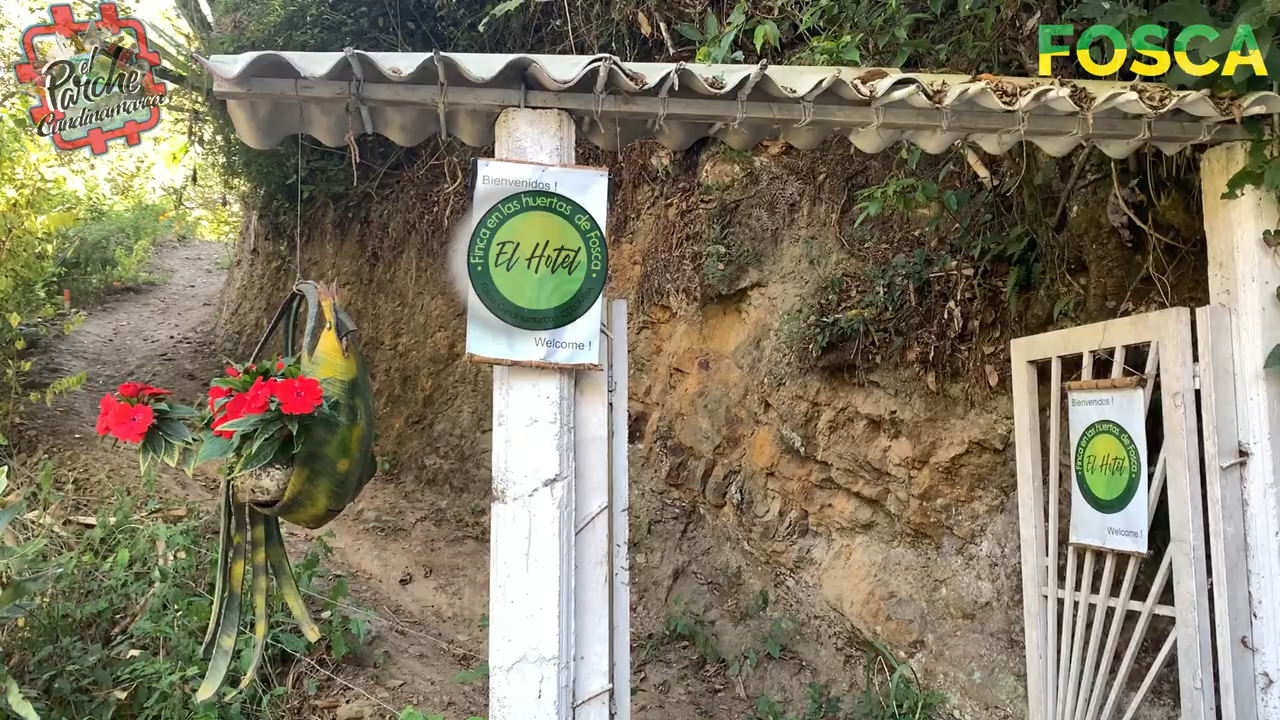 el
Parche
Cundinamarca
FOSCA
Bienvenidos !
Finca en las huertas de Fosca
El Hotel
Welcome !
Bienvenidos !
Finca en las huertas de Fosca
El Hotel
Welcome !